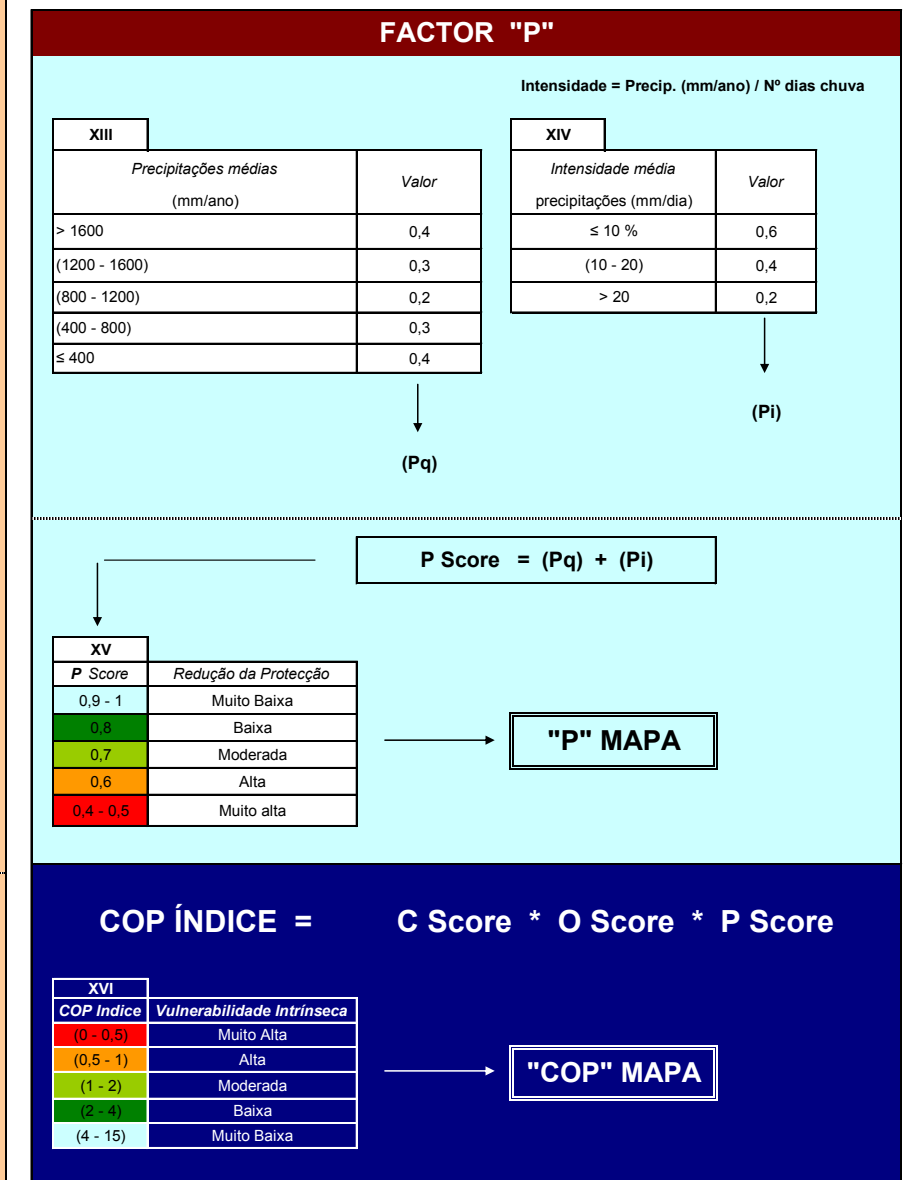 FACTOR "P"
Intensidade = Precip. (mm/ano) / Nº dias chuva
XIII
Precipitações médias
(mm/ano)
Valor
> 1600 0,4
(1200 - 1600) 0,3
(800 - 1200) 0,2
(400 - 800) 0,3
≤ 400 0,4
(Pq)
XIV
Intensidade média
precipitações (mm/dia)
Valor
≤ 10 % 0,6
(10 - 20) 0,4
> 20 0,2
(Pi)
P Score = (Pq) + (Pi)
XV
P Score Redução da Protecção
0,9 - 1 Muito Baixa
0,8 Baixa
0,7 Moderada
0,6 Alta
0,4 - 0,5 Muito alta
"P" MAPA
COP ÍNDICE = C Score * O Score * P Score
XVI
COP Indice Vulnerabilidade Intrínseca
(0 - 0,5) Muito Alta
(0,5 - 1) Alta
(1 - 2) Moderada
(2 - 4) Baixa
(4 - 15) Muito Baixa
"COP" MAPA